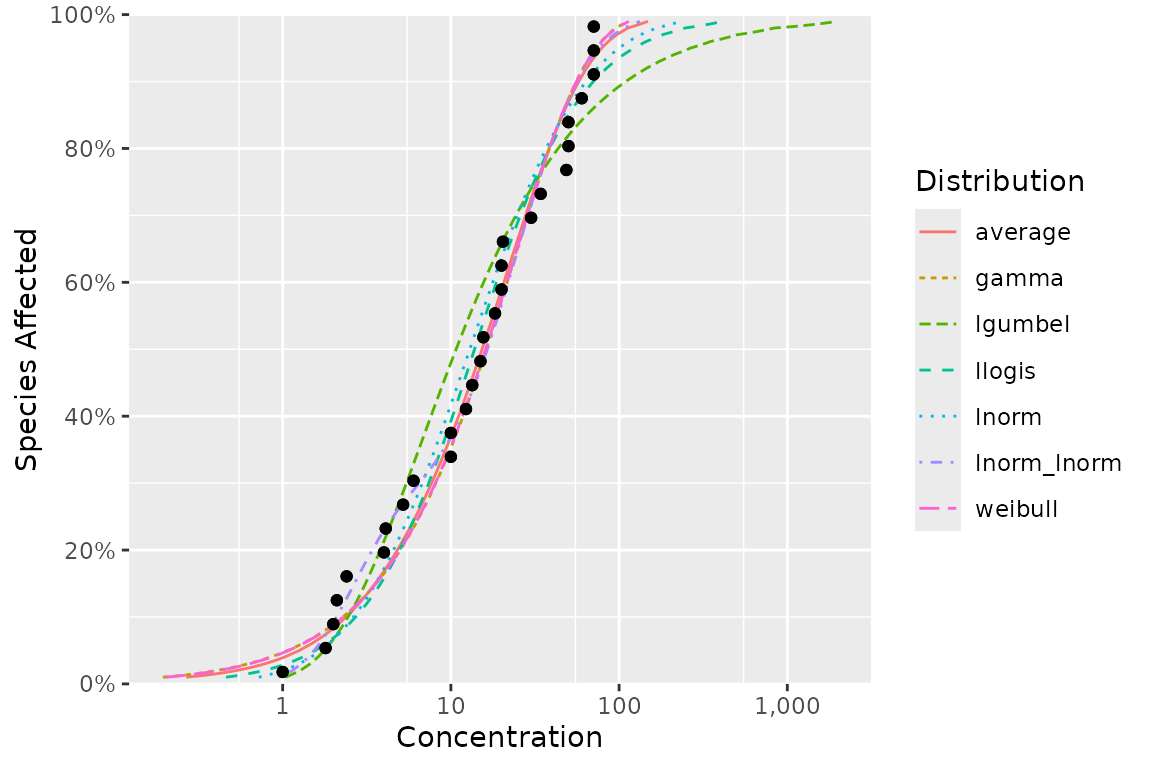 100%
80%
60%
40%
20%
0%
Species Affected
1
10
100
1,000
Concentration
Distribution
average
gamma
lgumbel
llogis
lnorm
lnorm_lnorm
weibull